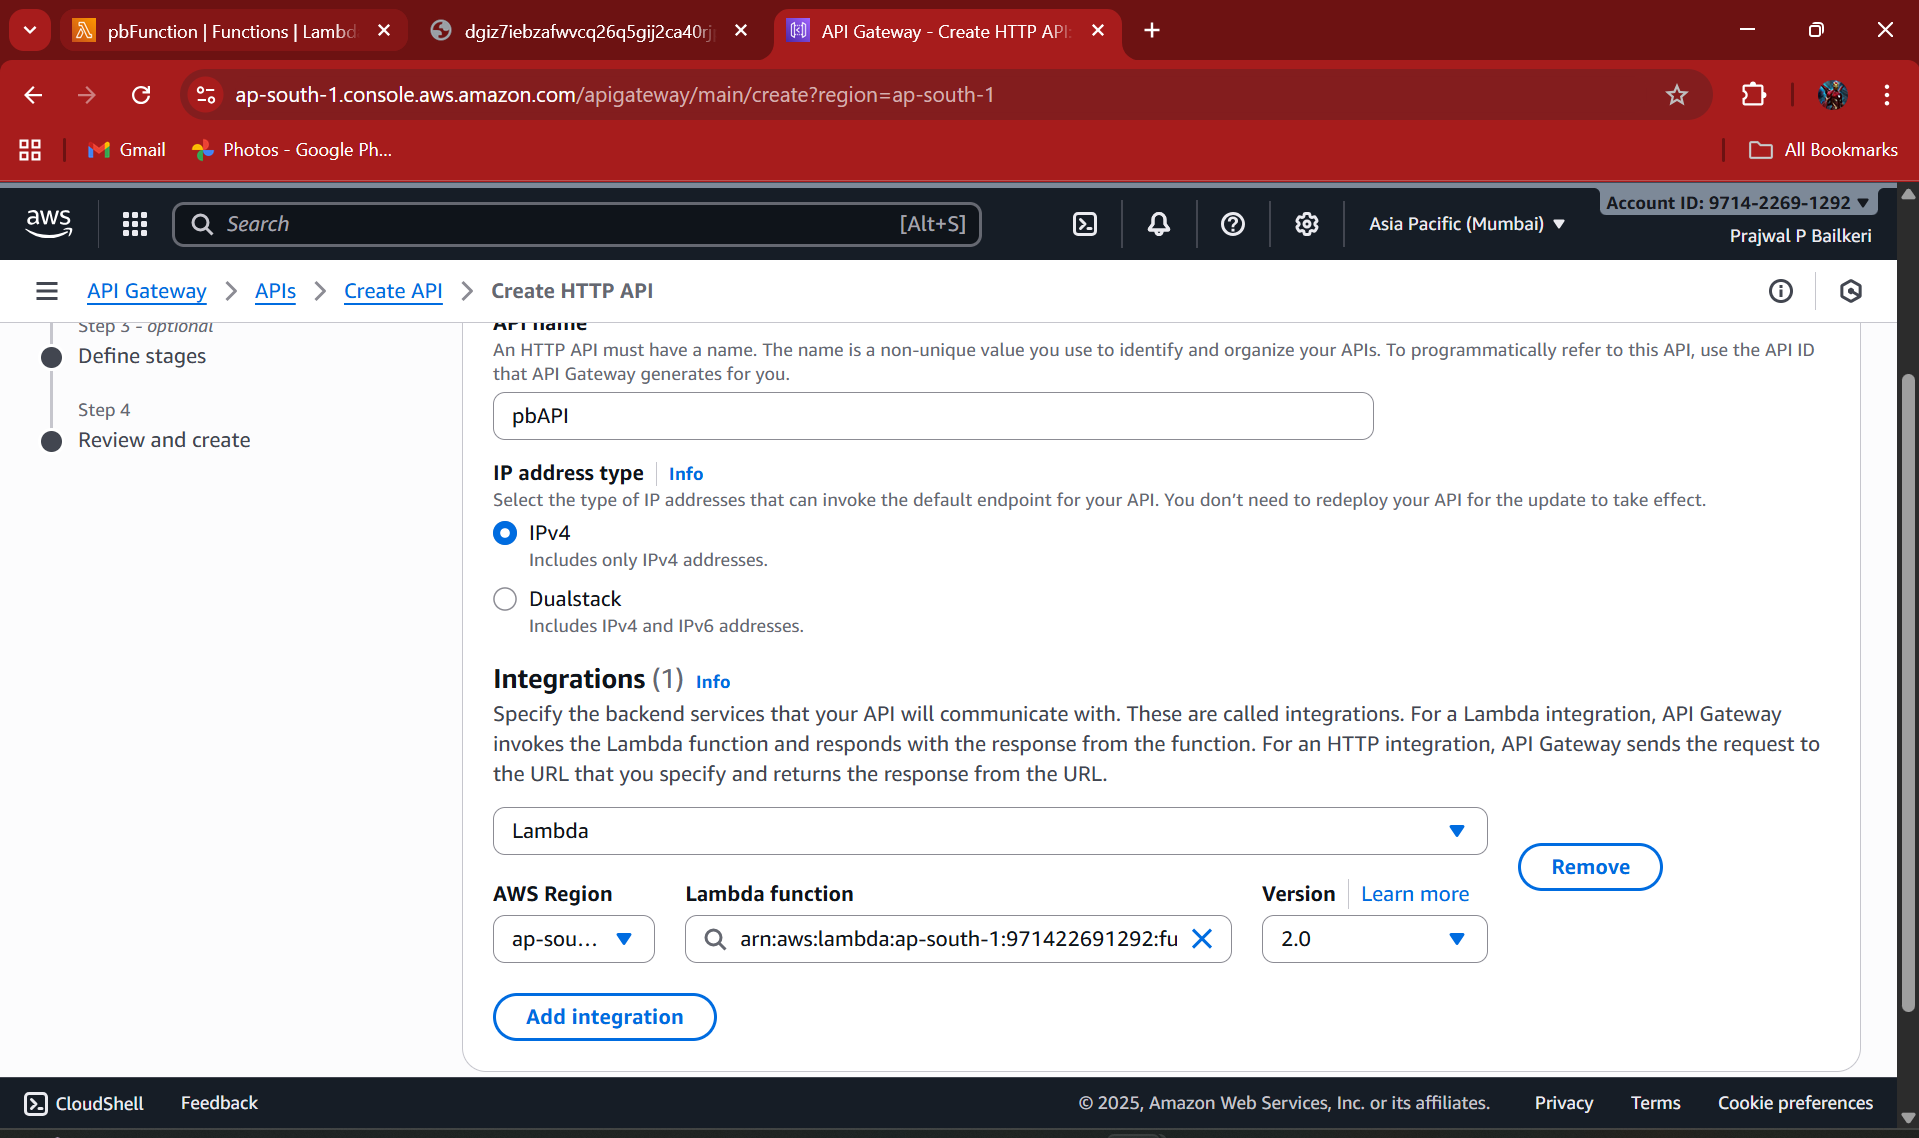 pbFunction | Functions | Lambd
dgiz7iebzafwvcq26q5gij2ca40rj
API Gateway - Create HTTP API:
ap-south-1.console.aws.amazon.com/apigateway/main/create?region=ap-south-1
Gmail
Photos - Google Ph...
All Bookmarks
aws
Search
[Alt+S]
Asia Pacific (Mumbai)
Account ID: 9714-2269-1292
Prajwal P Bailkeri
API Gateway
APIs
Create API
Create HTTP API
Step 3 - optional
Define stages
Step 4
Review and create
API name
An HTTP API must have a name. The name is a non-unique value you use to identify and organize your APIs. To programmatically refer to this API, use the API ID
that API Gateway generates for you.
pbAPI
IP address type
Info
Select the type of IP addresses that can invoke the default endpoint for your API. You don’t need to redeploy your API for the update to take effect.
IPv4
Includes only IPv4 addresses.
Dualstack
Includes IPv4 and IPv6 addresses.
Integrations (1) Info
Specify the backend services that your API will communicate with. These are called integrations. For a Lambda integration, API Gateway
invokes the Lambda function and responds with the response from the function. For an HTTP integration, API Gateway sends the request to
the URL that you specify and returns the response from the URL.
Lambda
Remove
AWS Region
Lambda function
Version
Learn more
ap-sou...
arn:aws:lambda:ap-south-1:971422691292:fu
2.0
Add integration
CloudShell
Feedback
© 2025, Amazon Web Services, Inc. or its affiliates.
Privacy
Terms
Cookie preferences